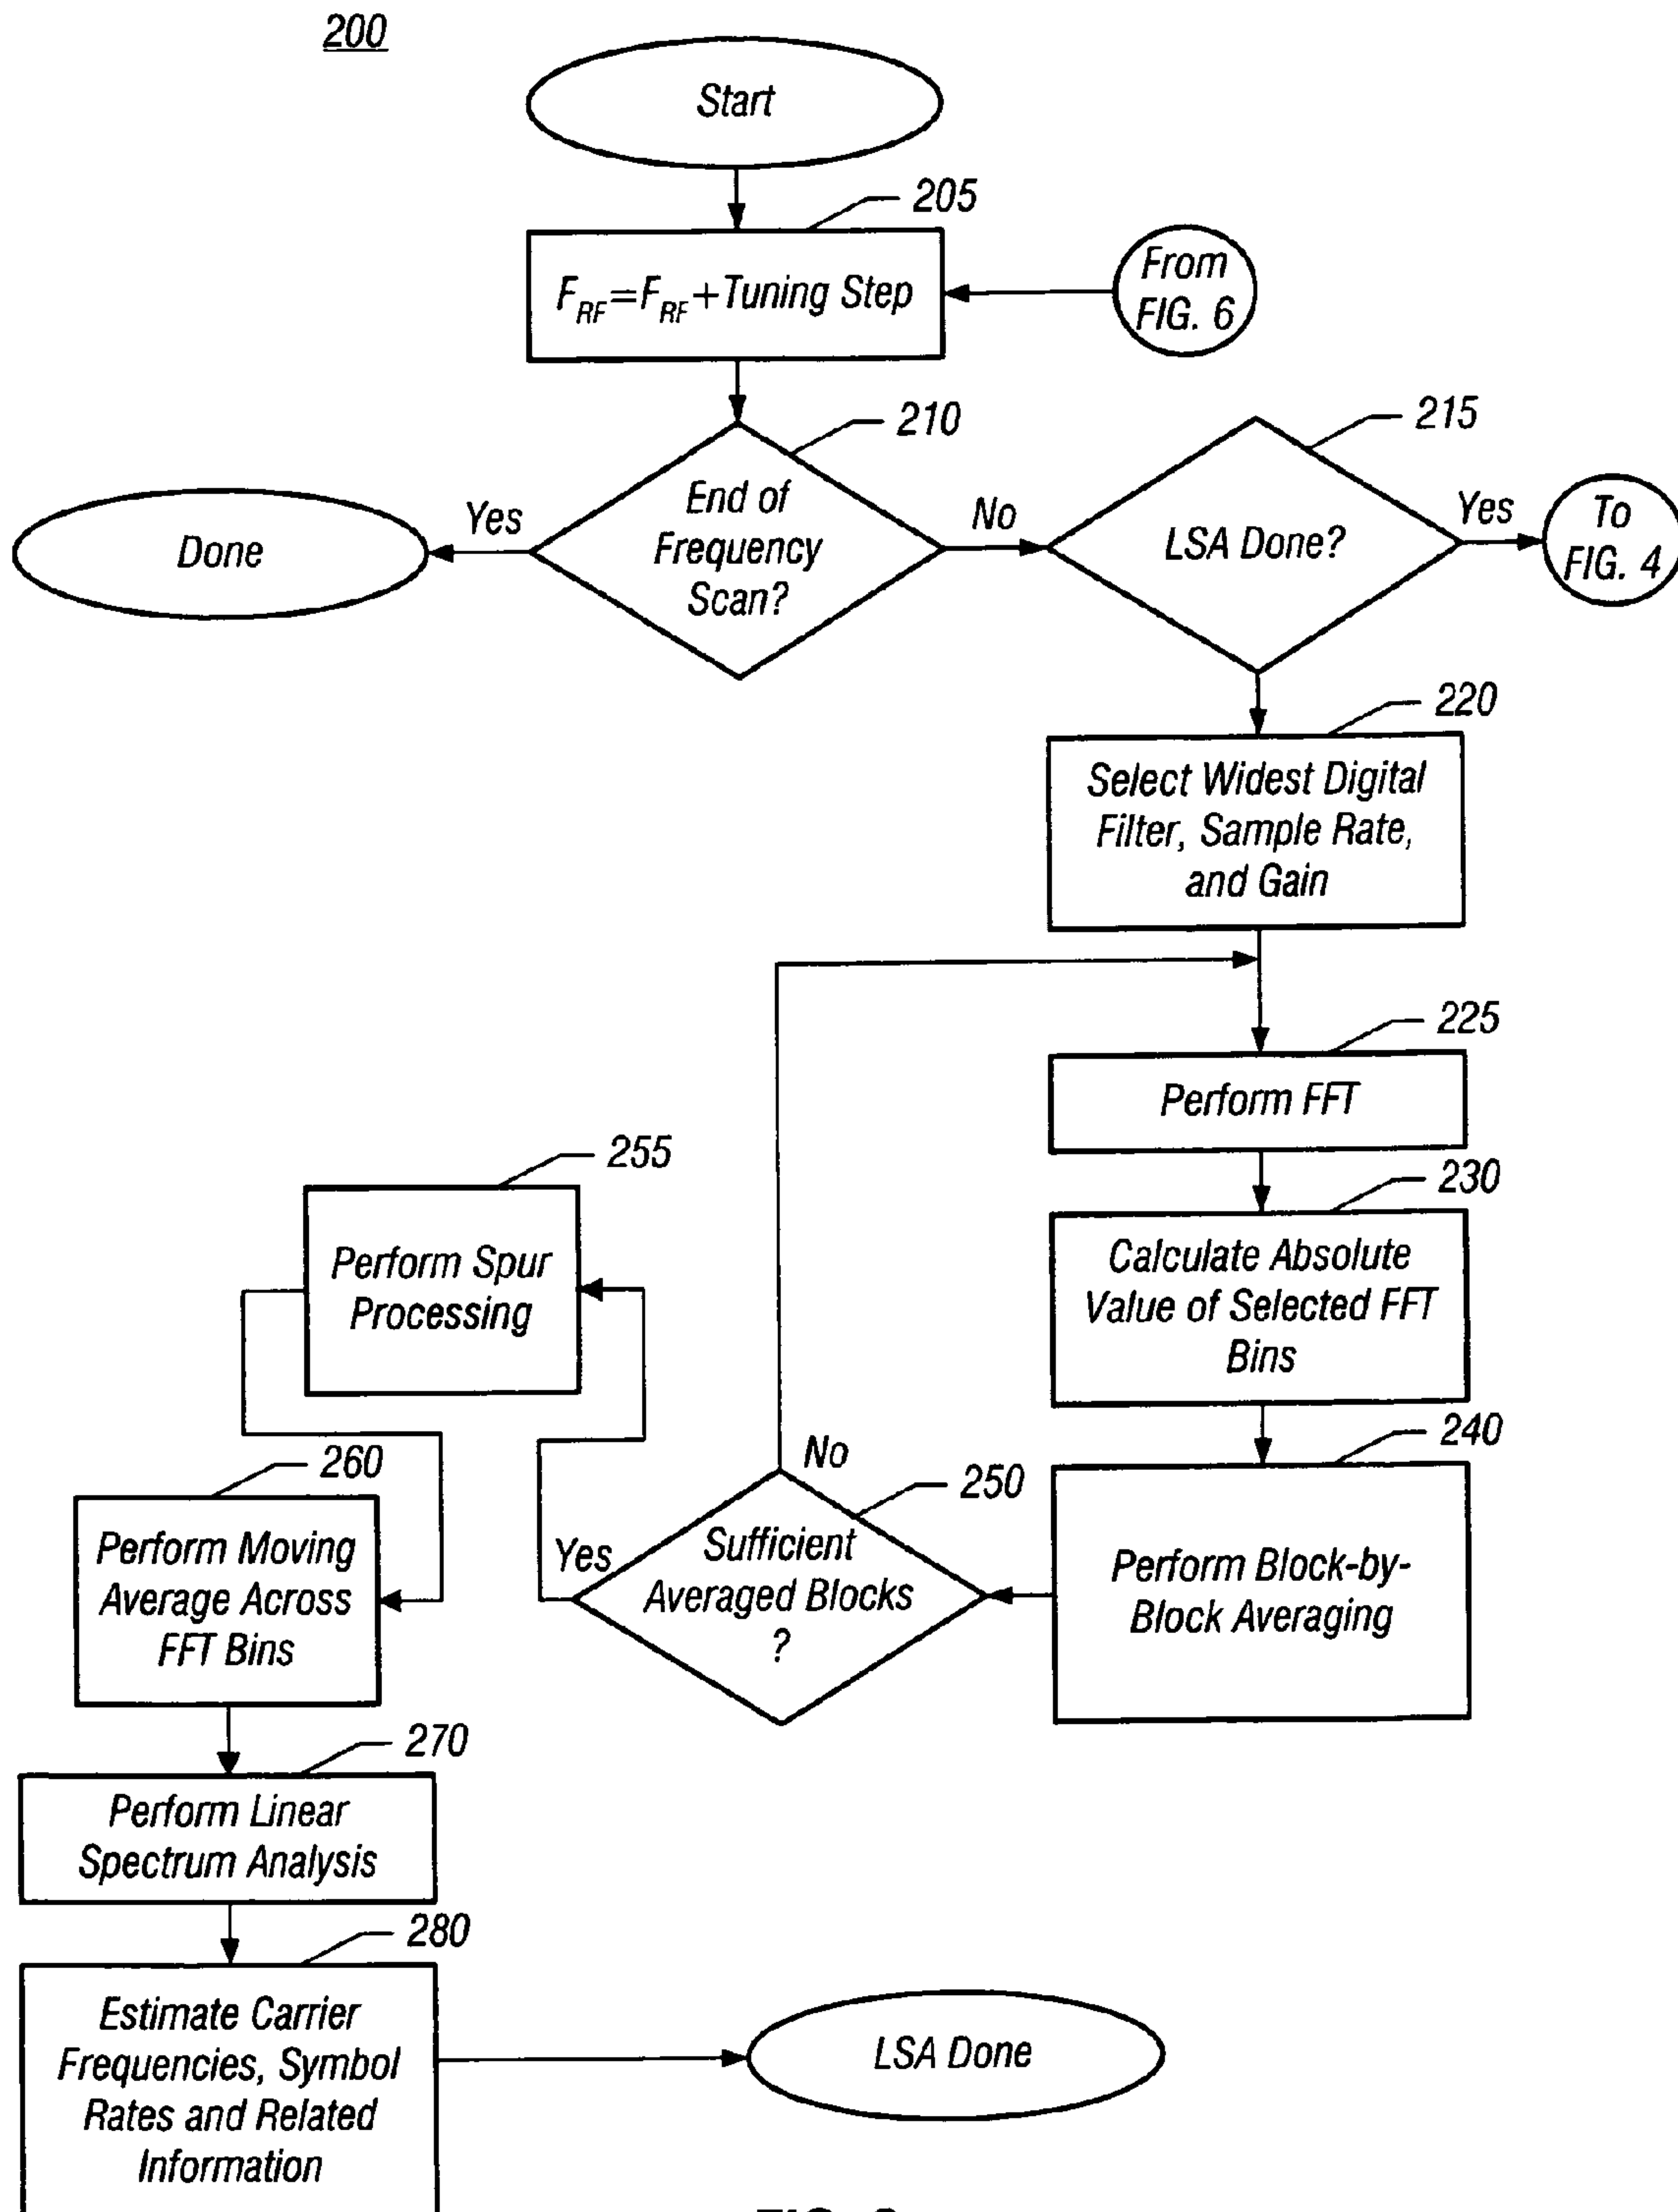 200
Start
205
F_RF=F_RF+Tuning Step
From
FIG. 6
210
215
End of
Frequency
Scan?
Yes
Done
No
LSA Done?
Yes
To
FIG. 4
220
Select Widest Digital
Filter, Sample Rate,
and Gain
225
Perform FFT
230
Calculate Absolute
Value of Selected FFT
Bins
240
Perform Block-by-
Block Averaging
250
No
Sufficient
Averaged Blocks
?
Yes
255
Perform Spur
Processing
260
Perform Moving
Average Across
FFT Bins
270
Perform Linear
Spectrum Analysis
280
Estimate Carrier
Frequencies, Symbol
Rates and Related
Information
LSA Done